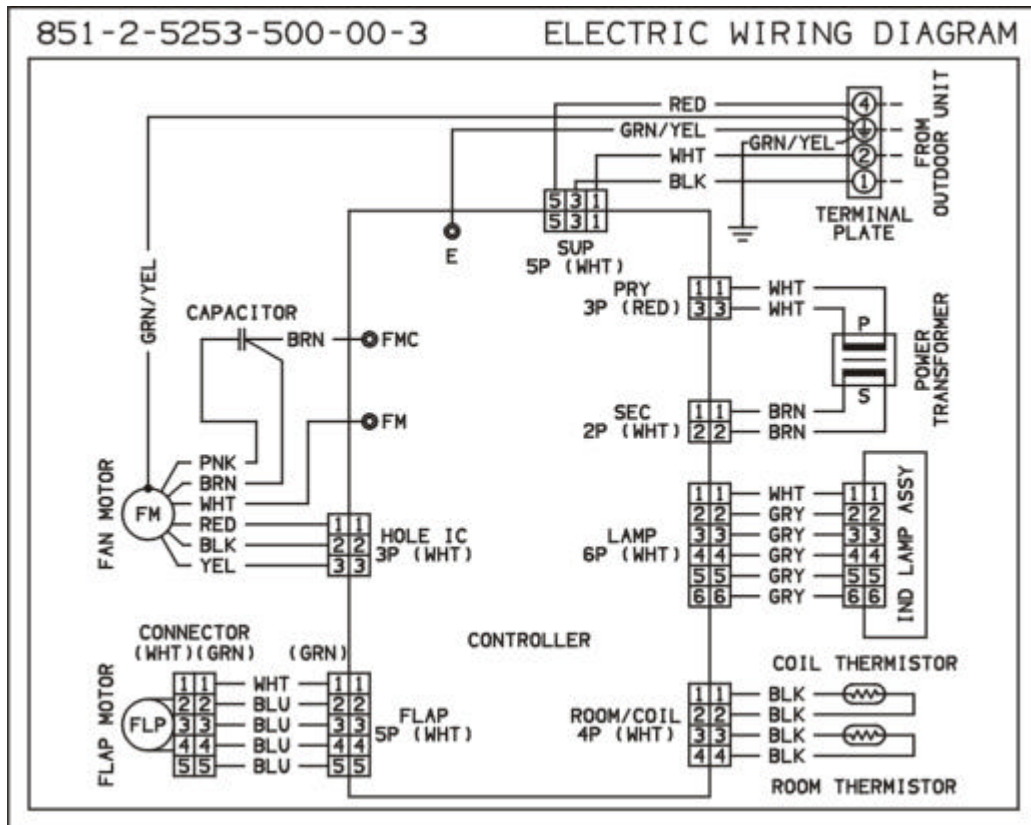 851-2-5253-500-00-3 ELECTRIC WIRING DIAGRAM
RED 4
GRN/YEL
GRN/YEL
WHT 2
BLK 1
FROM OUTDOOR UNIT
TERMINAL
PLATE
5 3 1
5 3 1
SUP
5P (WHT)
E
GRN/YEL
CAPACITOR
BRN FMC
FM
PNK
BRN
WHT
RED 1 1
BLK 2 2
YEL 3 3
HOLE IC
3P (WHT)
FM
FAN MOTOR
PRY
3P (RED)
1 1 WHT
3 3 WHT
P
S
POWER
TRANSFORMER
SEC
2P (WHT)
1 1 BRN
2 2 BRN
LAMP
6P (WHT)
1 1 WHT 1 1
2 2 GRY 2 2
3 3 GRY 3 3
4 4 GRY 4 4
5 5 GRY 5 5
6 6 GRY 6 6
IND LAMP ASSY
CONTROLLER
CONNECTOR
(WHT)(GRN) (GRN)
FLAP MOTOR
FLP
1 1 WHT 1 1
2 2 BLU 2 2
3 3 BLU 3 3
4 4 BLU 4 4
5 5 BLU 5 5
FLAP
5P (WHT)
COIL THERMISTOR
ROOM/COIL
4P (WHT)
1 1 BLK
2 2 BLK
3 3 BLK
4 4 BLK
ROOM THERMISTOR